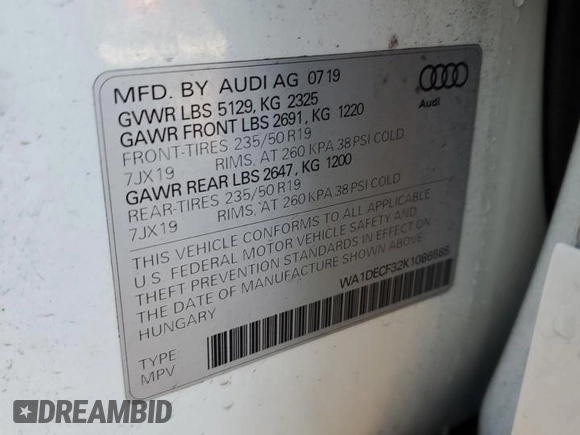 MFD. BY AUDI AG 07 19
GVWR LBS 5129, KG 2325
GAWR FRONT LBS 2691, KG 1220
FRONT-TIRES 235/50 R19
7JX19 RIMS, AT 260 KPA 38 PSI COLD
GAWR REAR LBS 2647, KG 1200
REAR-TIRES 235/50 R19
7JX19 RIMS, AT 260 KPA 38 PSI COLD
THIS VEHICLE CONFORMS TO ALL APPLICABLE
U.S. FEDERAL MOTOR VEHICLE SAFETY AND
THEFT PREVENTION STANDARDS IN EFFECT ON
THE DATE OF MANUFACTURE SHOWN ABOVE.
HUNGARY
TYPE
MPV
Audi
WA1DECF32K1086585
DREAMBID